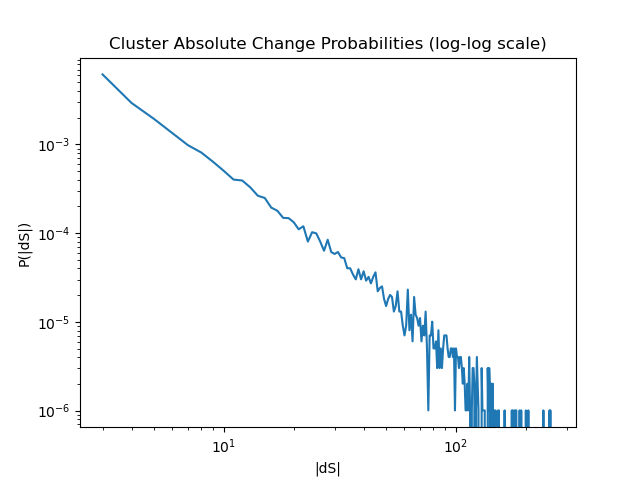 Cluster Absolute Change Probabilities (log-log scale)
P(|dS|)
10⁻³
10⁻⁴
10⁻⁵
10⁻⁶
10¹ 10²
|dS|